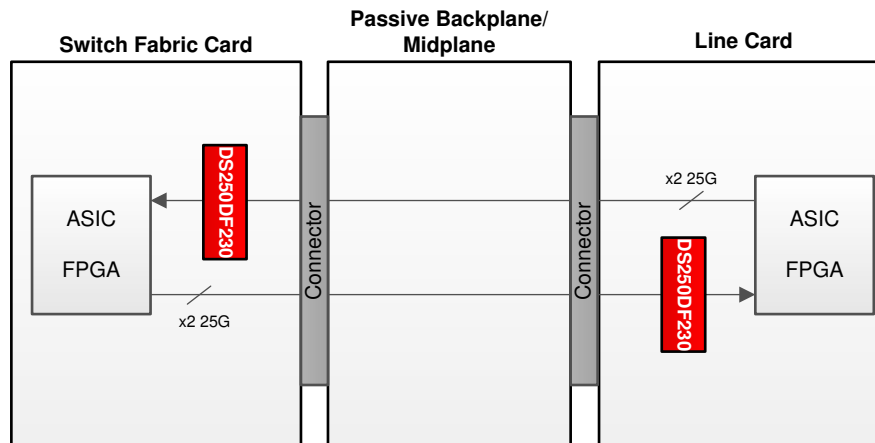 Passive Backplane/
Midplane
Switch Fabric Card
Line Card
DS250DF230
ASIC
FPGA
x2 25G
Connector
Connector
x2 25G
DS250DF230
ASIC
FPGA